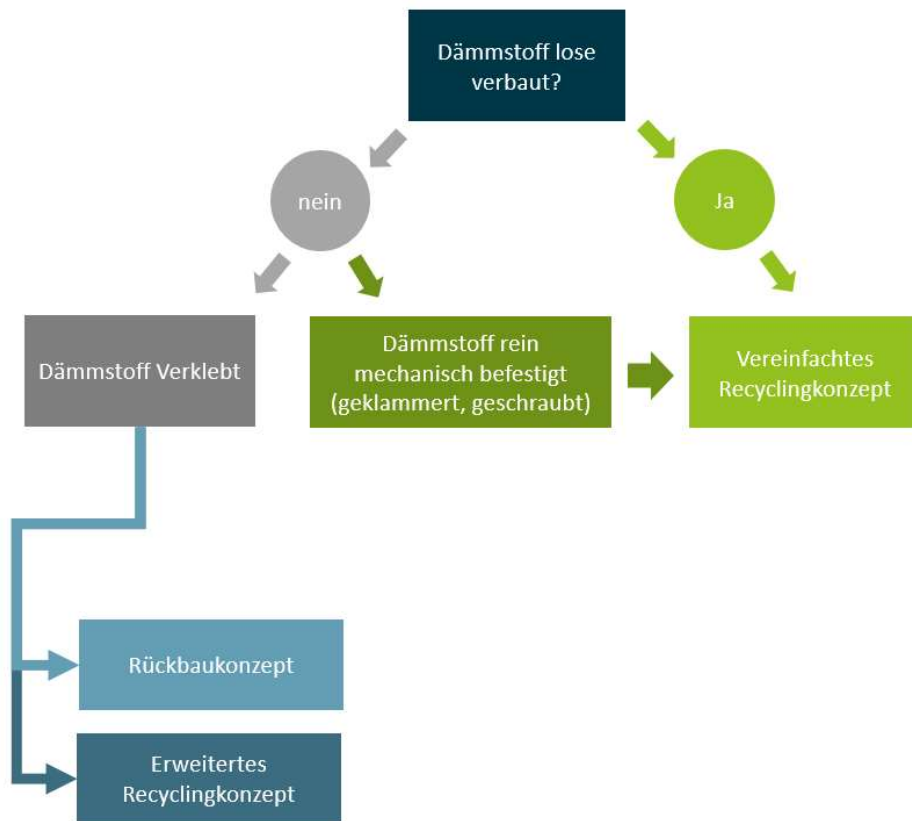 Dämmstoff lose
verbaut?
nein
Ja
Dämmstoff Verklebt
Dämmstoff rein
mechanisch befestigt
(geklammert, geschraubt)
Vereinfachtes
Recyclingkonzept
Rückbaukonzept
Erweitertes
Recyclingkonzept